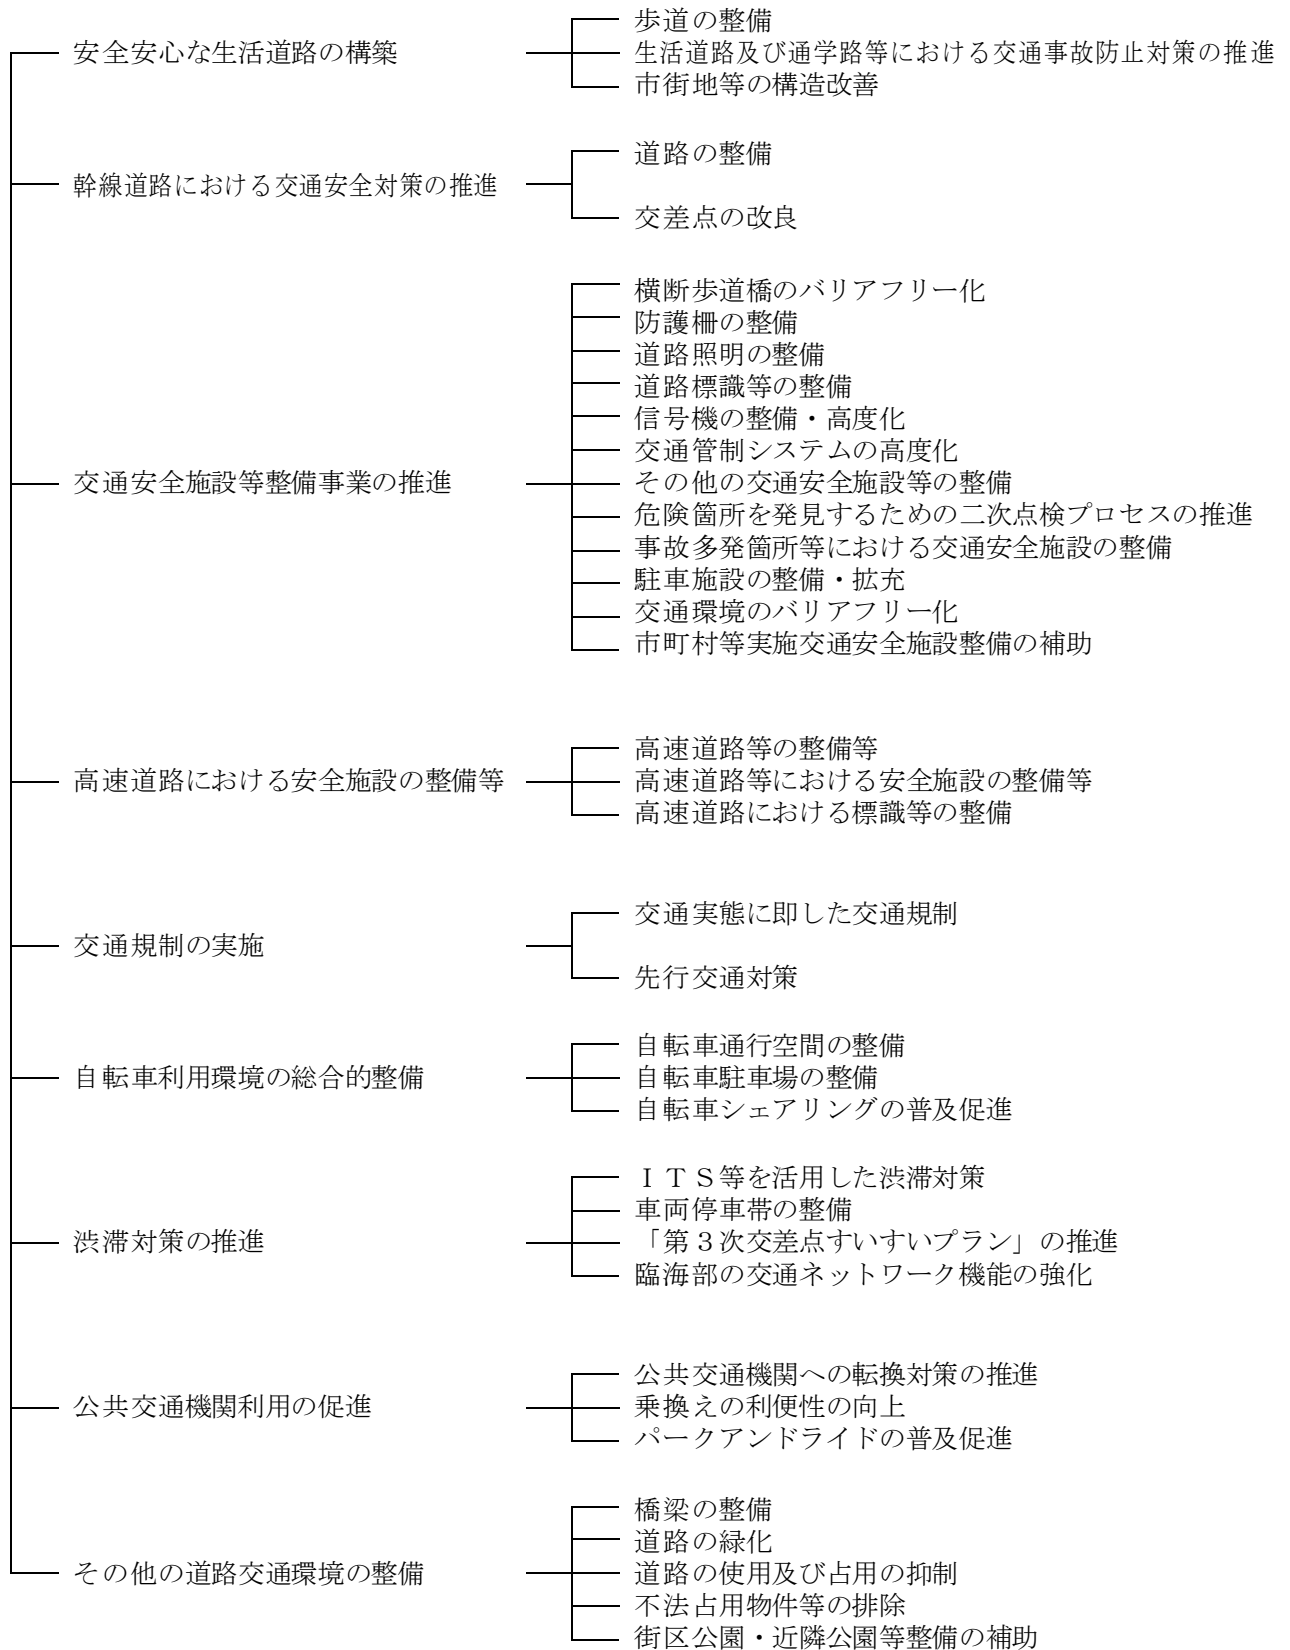 安全安心な生活道路の構築
歩道の整備
生活道路及び通学路等における交通事故防止対策の推進
市街地等の構造改善
幹線道路における交通安全対策の推進
道路の整備
交差点の改良
交通安全施設等整備事業の推進
横断歩道橋のバリアフリー化
防護柵の整備
道路照明の整備
道路標識等の整備
信号機の整備・高度化
交通管制システムの高度化
その他の交通安全施設等の整備
危険箇所を発見するための二次点検プロセスの推進
事故多発箇所等における交通安全施設の整備
駐車施設の整備・拡充
交通環境のバリアフリー化
市町村等実施交通安全施設整備の補助
高速道路における安全施設の整備等
高速道路等の整備等
高速道路等における安全施設の整備等
高速道路における標識等の整備
交通規制の実施
交通実態に即した交通規制
先行交通対策
自転車利用環境の総合的整備
自転車通行空間の整備
自転車駐車場の整備
自転車シェアリングの普及促進
渋滞対策の推進
ＩＴＳ等を活用した渋滞対策
車両停車帯の整備
「第３次交差点すいすいプラン」の推進
臨海部の交通ネットワーク機能の強化
公共交通機関利用の促進
公共交通機関への転換対策の推進
乗換えの利便性の向上
パークアンドライドの普及促進
その他の道路交通環境の整備
橋梁の整備
道路の緑化
道路の使用及び占用の抑制
不法占用物件等の排除
街区公園・近隣公園等整備の補助